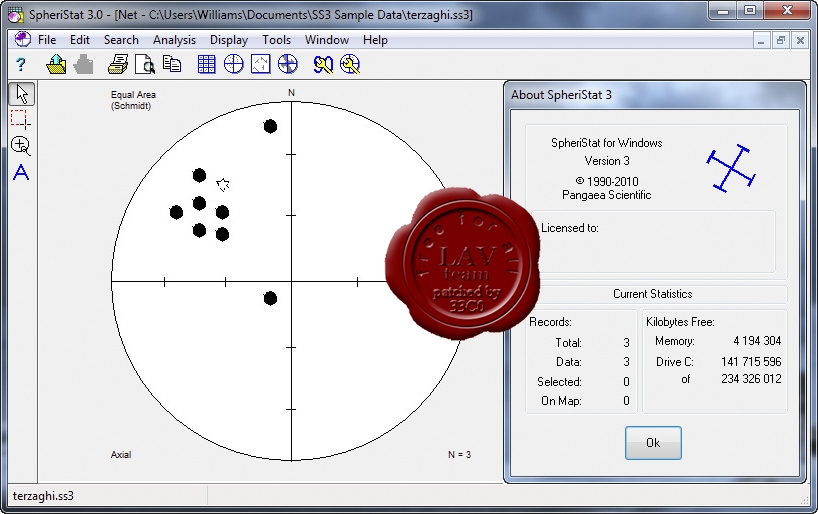 SpheriStat 3.0 - [Net - C:\Users\Williams\Documents\SS3 Sample Data\terzaghi.ss3]
File Edit Search Analysis Display Tools Window Help
?
A
Equal Area
(Schmidt)
N
Axial
N = 3
About SpheriStat 3
SpheriStat for Windows
Version 3
© 1990-2010
Pangaea Scientific
Licensed to:
Current Statistics
Records:
Total: 3
Data: 3
Selected: 0
On Map: 0
Kilobytes Free:
Memory: 4 194 304
Drive C: 141 715 596
of 234 326 012
Ok
free for all
LAV
team
patched by
33C0
terzaghi.ss3